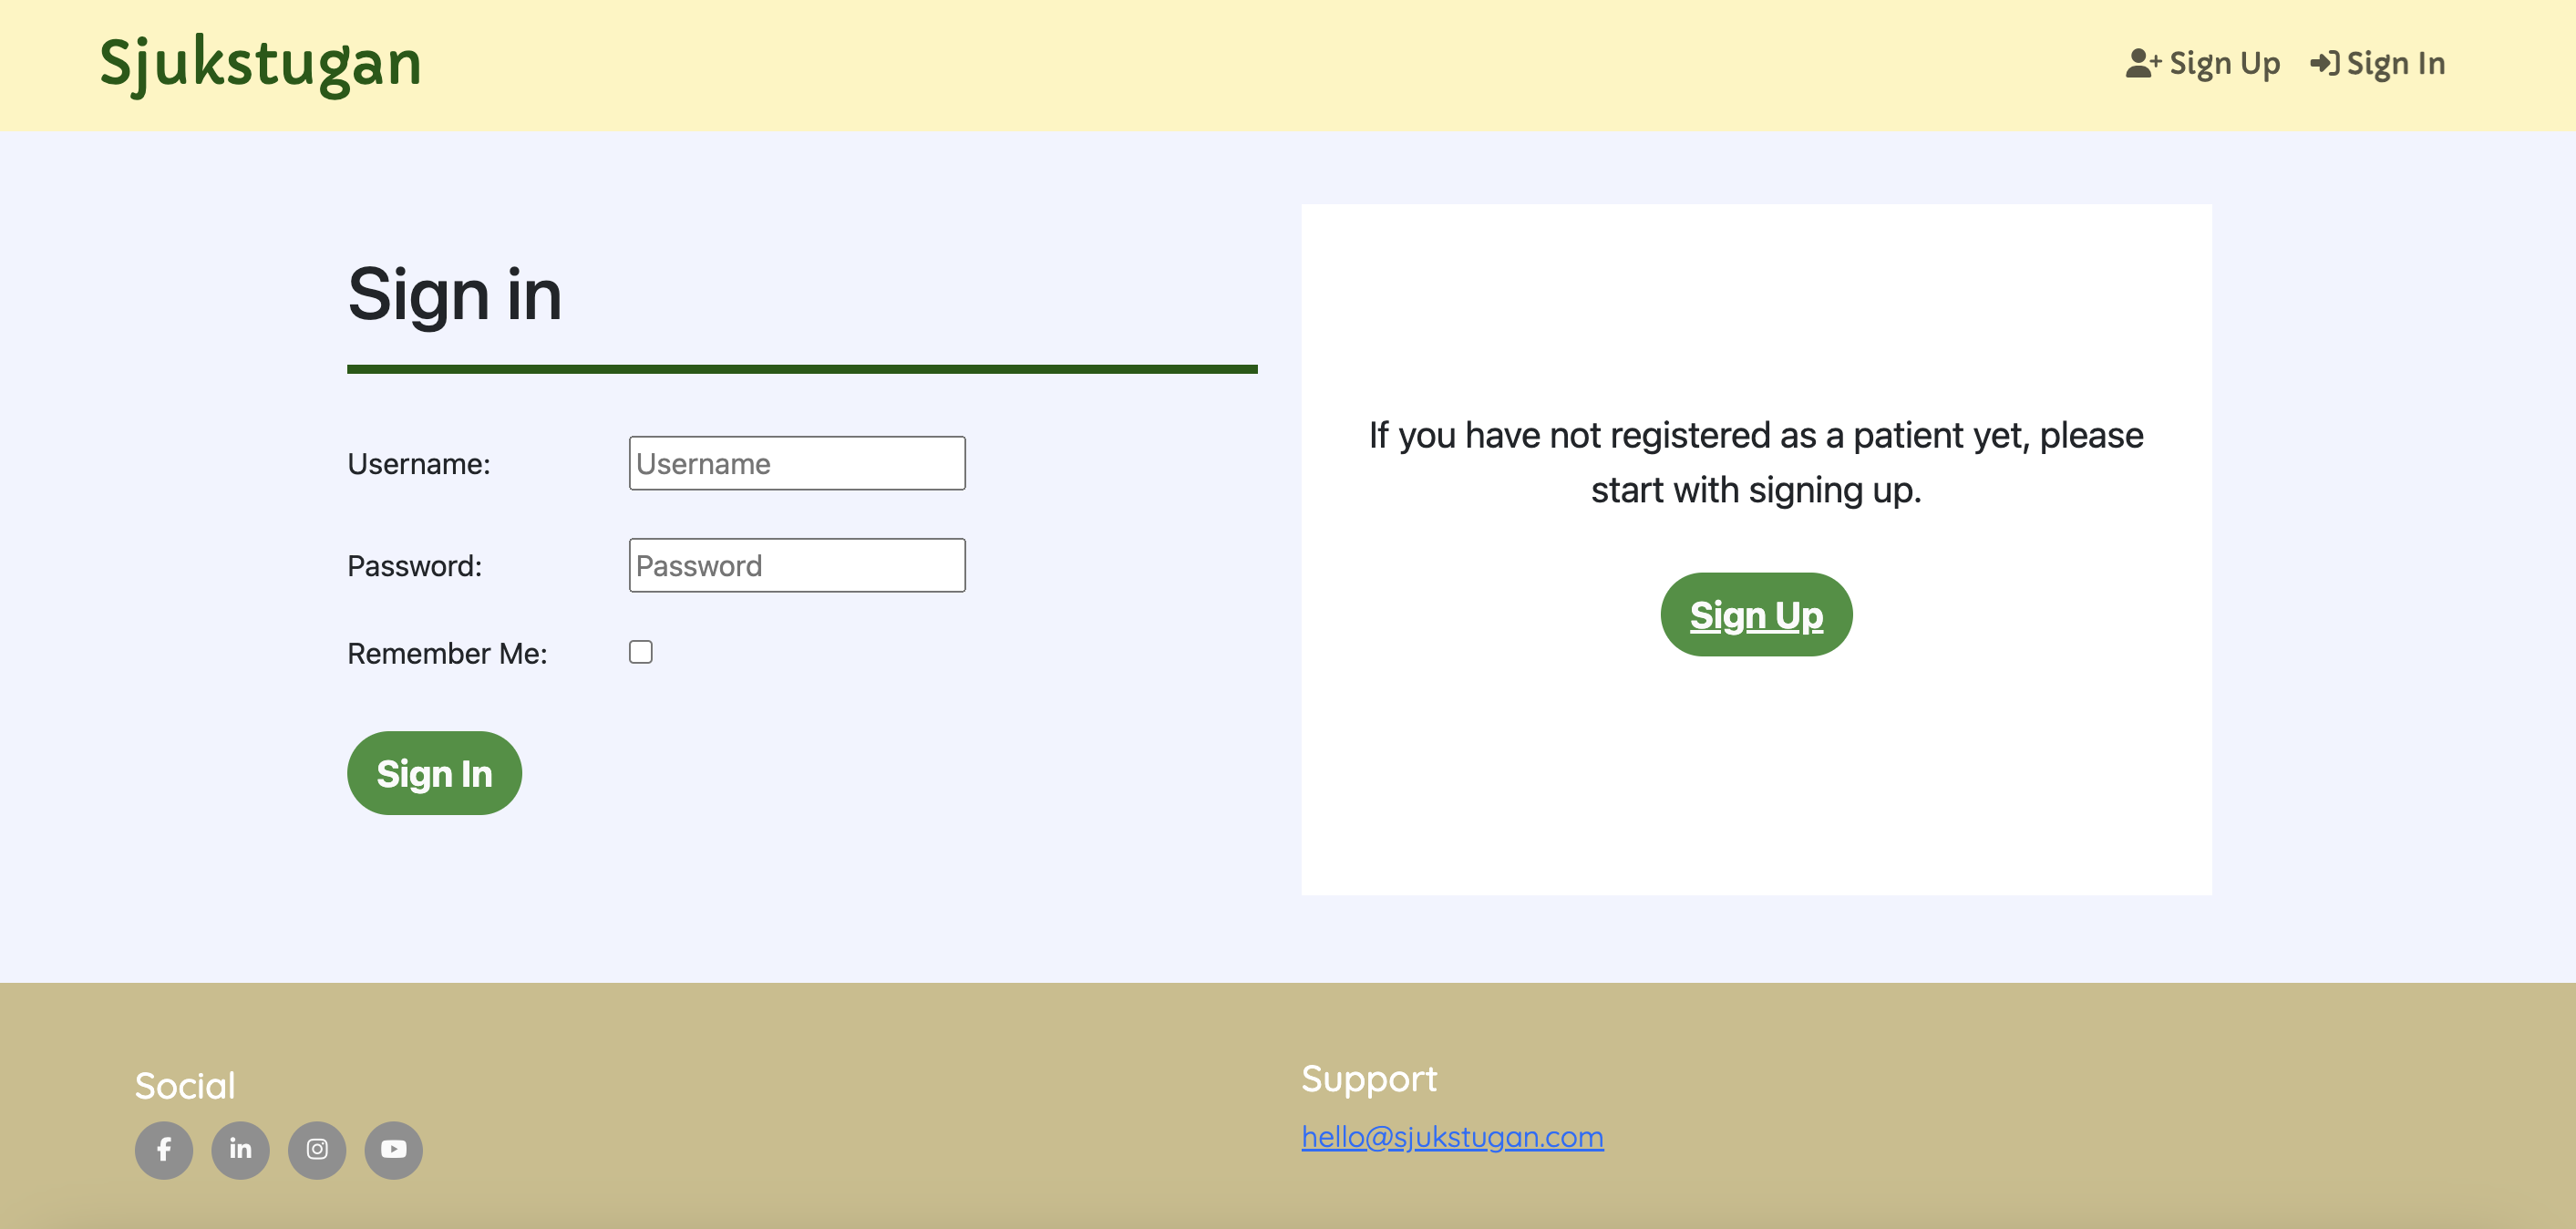 Sjukstugan
Sign Up
Sign In
Sign in
Username:
Username
Password:
Password
Remember Me:
Sign In
If you have not registered as a patient yet, please
start with signing up.
Sign Up
Social
Support
hello@sjukstugan.com